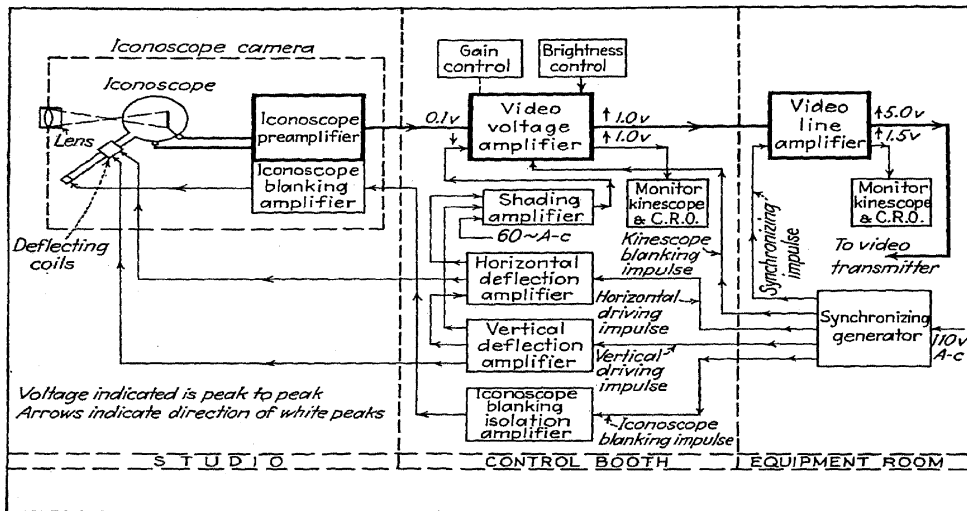 Iconoscope camera
Iconoscope
Lens
Deflecting
coils
Iconoscope
preamplifier
Iconoscope
blanking
amplifier
Gain
control
Brightness
control
0.1v
Video
voltage
amplifier
1.0v
1.0v
Monitor
kinescope
& C.R.O.
Shading
amplifier
60~A-c
Kinescope
blanking
impulse
Horizontal
deflection
amplifier
Horizontal
driving
impulse
Vertical
deflection
amplifier
Vertical
driving
impulse
Iconoscope
blanking
isolation
amplifier
Iconoscope
blanking impulse
Video
line
amplifier
5.0v
1.5v
Monitor
kinescope
& C.R.O.
Synchronizing
impulse
To video
transmitter
Synchronizing
generator
110v
A-c
Voltage indicated is peak to peak
Arrows indicate direction of white peaks
STUDIO
CONTROL BOOTH
EQUIPMENT ROOM